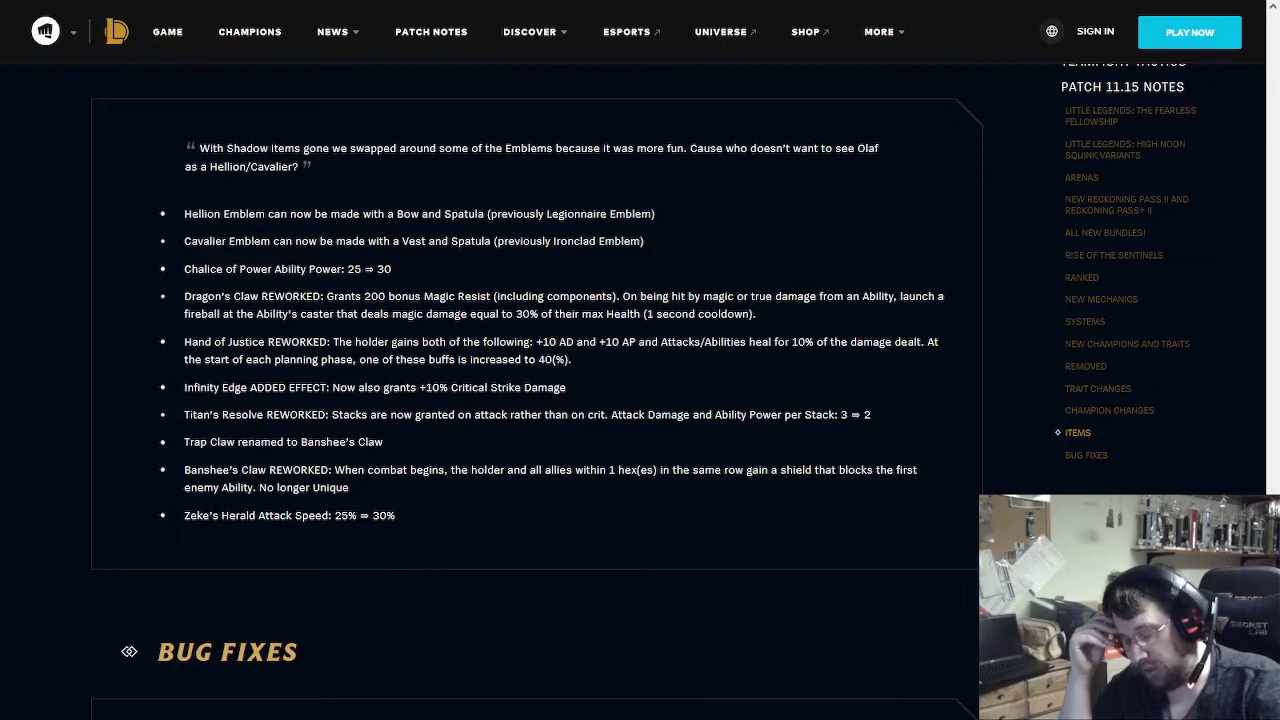 GAME CHAMPIONS NEWS PATCH NOTES DISCOVER ESPORTS UNIVERSE SHOP MORE SIGN IN PLAY NOW
TEAMFIGHT TACTICS
PATCH 11.15 NOTES
LITTLE LEGENDS: THE FEARLESS
FELLOWSHIP
LITTLE LEGENDS: HIGH NOON
SQUINK VARIANTS
ARENAS
NEW RECKONING PASS II AND
RECKONING PASS+ II
ALL NEW BUNDLES!
RISE OF THE SENTINELS
RANKED
NEW MECHANICS
SYSTEMS
NEW CHAMPIONS AND TRAITS
REMOVED
TRAIT CHANGES
CHAMPION CHANGES
ITEMS
BUG FIXES
“ With Shadow items gone we swapped around some of the Emblems because it was more fun. Cause who doesn’t want to see Olaf
as a Hellion/Cavalier? ”
• Hellion Emblem can now be made with a Bow and Spatula (previously Legionnaire Emblem)
• Cavalier Emblem can now be made with a Vest and Spatula (previously Ironclad Emblem)
• Chalice of Power Ability Power: 25 ⇒ 30
• Dragon’s Claw REWORKED: Grants 200 bonus Magic Resist (including components). On being hit by magic or true damage from an Ability, launch a
fireball at the Ability’s caster that deals magic damage equal to 30% of their max Health (1 second cooldown).
• Hand of Justice REWORKED: The holder gains both of the following: +10 AD and +10 AP and Attacks/Abilities heal for 10% of the damage dealt. At
the start of each planning phase, one of these buffs is increased to 40(%).
• Infinity Edge ADDED EFFECT: Now also grants +10% Critical Strike Damage
• Titan’s Resolve REWORKED: Stacks are now granted on attack rather than on crit. Attack Damage and Ability Power per Stack: 3 ⇒ 2
• Trap Claw renamed to Banshee’s Claw
• Banshee’s Claw REWORKED: When combat begins, the holder and all allies within 1 hex(es) in the same row gain a shield that blocks the first
enemy Ability. No longer Unique
• Zeke’s Herald Attack Speed: 25% ⇒ 30%
BUG FIXES
SECRET
LAB